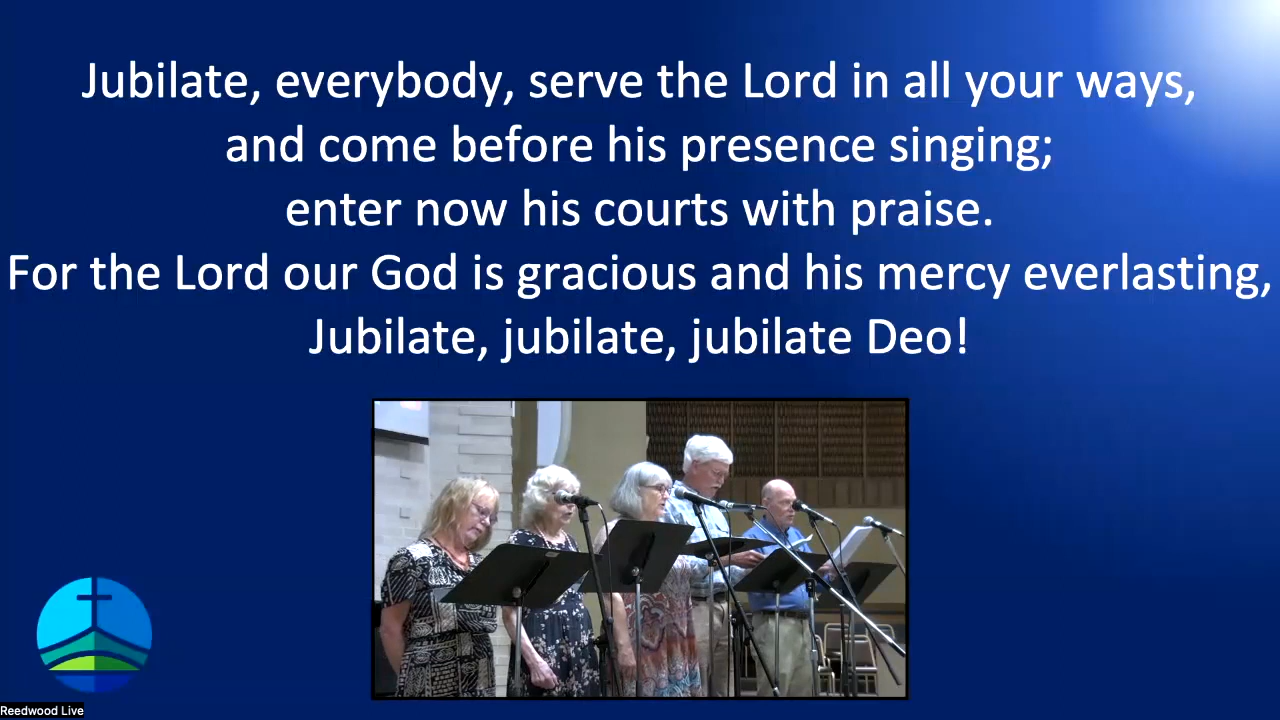 Jubilate, everybody, serve the Lord in all your ways,
and come before his presence singing;
enter now his courts with praise.
For the Lord our God is gracious and his mercy everlasting,
Jubilate, jubilate, jubilate Deo!
Reedwood Live